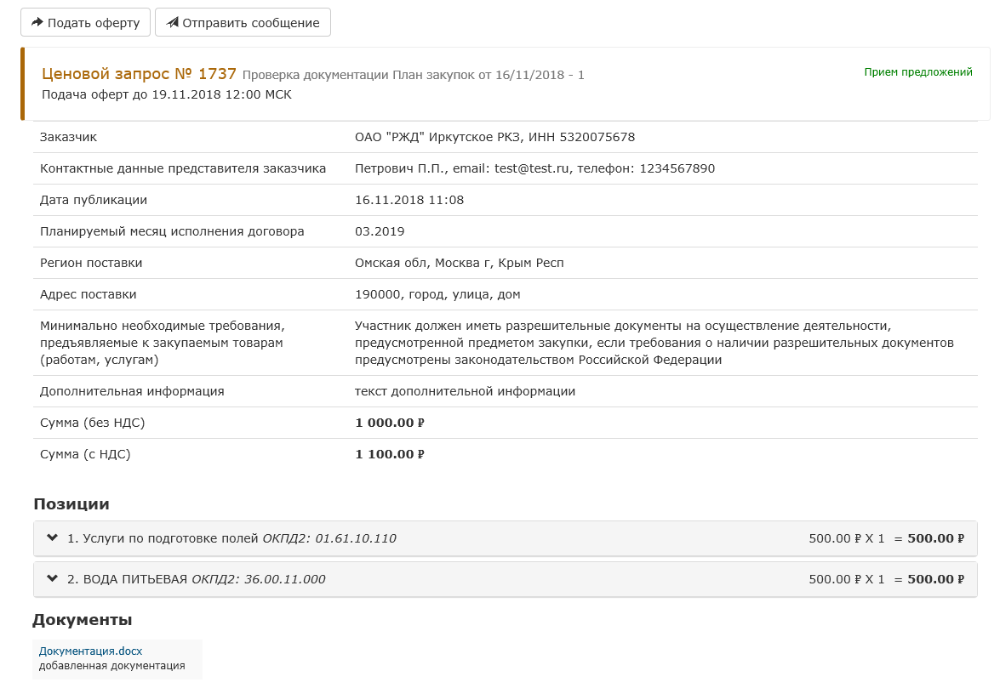 Подать оферту Отправить сообщение
Ценовой запрос № 1737 Проверка документации План закупок от 16/11/2018 - 1 Прием предложений
Подача оферт до 19.11.2018 12:00 МСК
Заказчик ОАО "РЖД" Иркутское РКЗ, ИНН 5320075678
Контактные данные представителя заказчика Петрович П.П., email: test@test.ru, телефон: 1234567890
Дата публикации 16.11.2018 11:08
Планируемый месяц исполнения договора 03.2019
Регион поставки Омская обл, Москва г, Крым Респ
Адрес поставки 190000, город, улица, дом
Минимально необходимые требования, Участник должен иметь разрешительные документы на осуществление деятельности,
предъявляемые к закупаемым товарам предусмотренной предметом закупки, если требования о наличии разрешительных документов
(работам, услугам) предусмотрены законодательством Российской Федерации
Дополнительная информация текст дополнительной информации
Сумма (без НДС) 1 000.00 ₽
Сумма (с НДС) 1 100.00 ₽
Позиции
1. Услуги по подготовке полей ОКПД2: 01.61.10.110 500.00 ₽ X 1 = 500.00 ₽
2. ВОДА ПИТЬЕВАЯ ОКПД2: 36.00.11.000 500.00 ₽ X 1 = 500.00 ₽
Документы
Документация.docx
добавленная документация